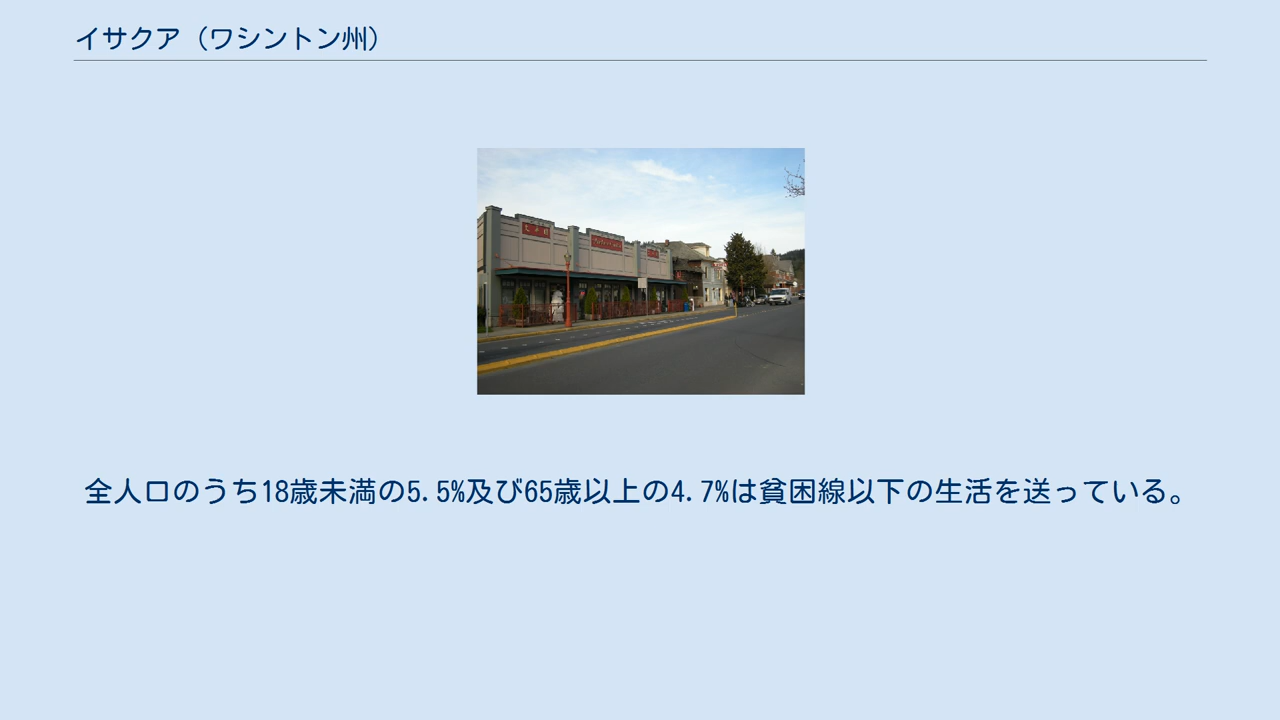 イサクア（ワシントン州）
全人口のうち18歳未満の5.5%及び65歳以上の4.7%は貧困線以下の生活を送っている。